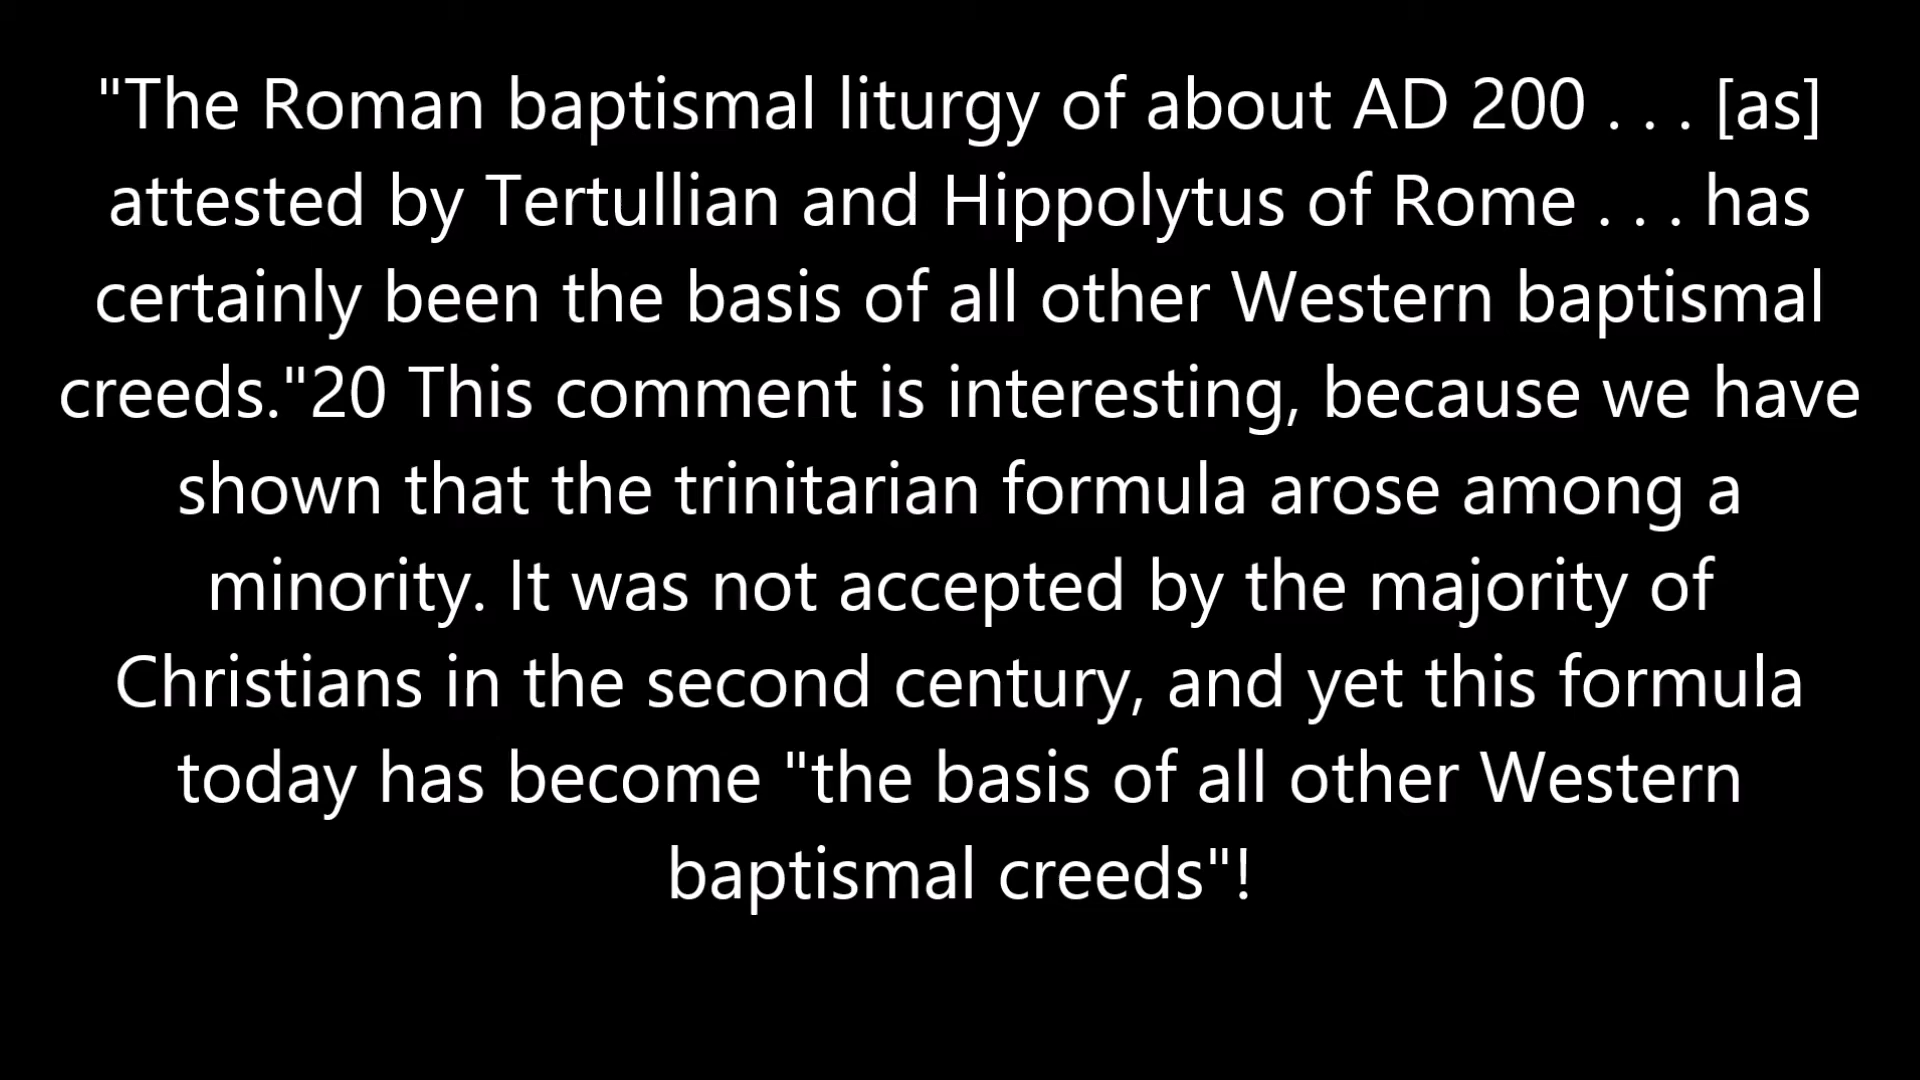 "The Roman baptismal liturgy of about AD 200 . . . [as]
attested by Tertullian and Hippolytus of Rome . . . has
certainly been the basis of all other Western baptismal
creeds."20 This comment is interesting, because we have
shown that the trinitarian formula arose among a
minority. It was not accepted by the majority of
Christians in the second century, and yet this formula
today has become "the basis of all other Western
baptismal creeds"!